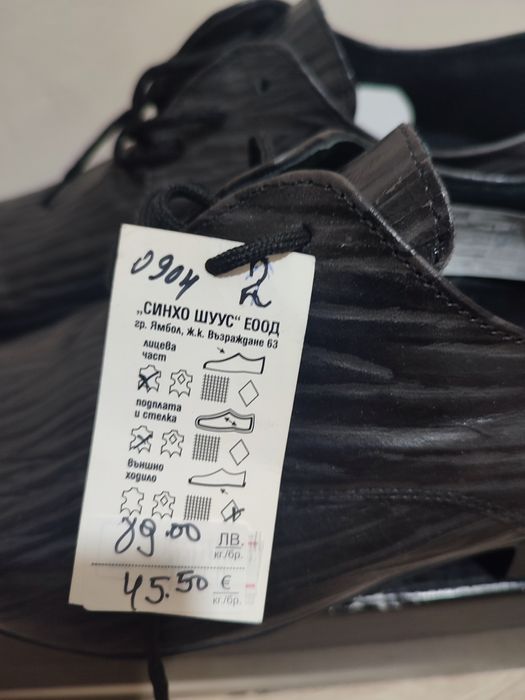 0904 2
„СИНХО ШУУС“ ЕООД
гр. Ямбол, ж.к. Възраждане 63
лицева
част
подплата
и стелка
външно
ходило
89.00 ЛВ.
кг/бр.
45.50 €
кг/бр.